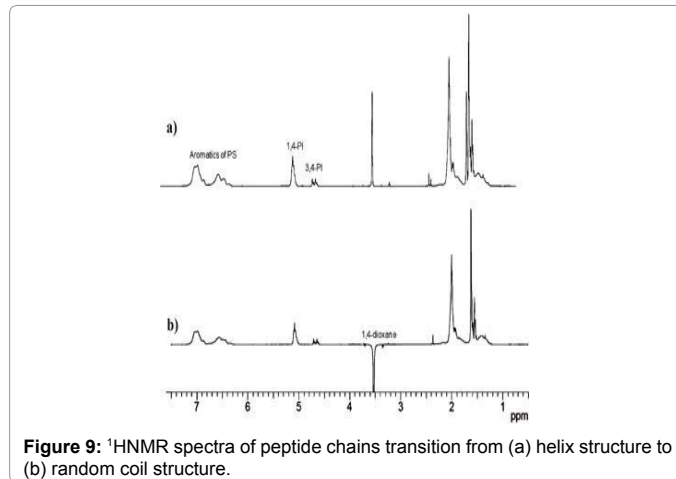 a)
Aromatics of PS
1,4-PI
3,4-PI
b)
1,4-dioxane
7 6 5 4 3 2 1
ppm
Figure 9: ¹HNMR spectra of peptide chains transition from (a) helix structure to
(b) random coil structure.